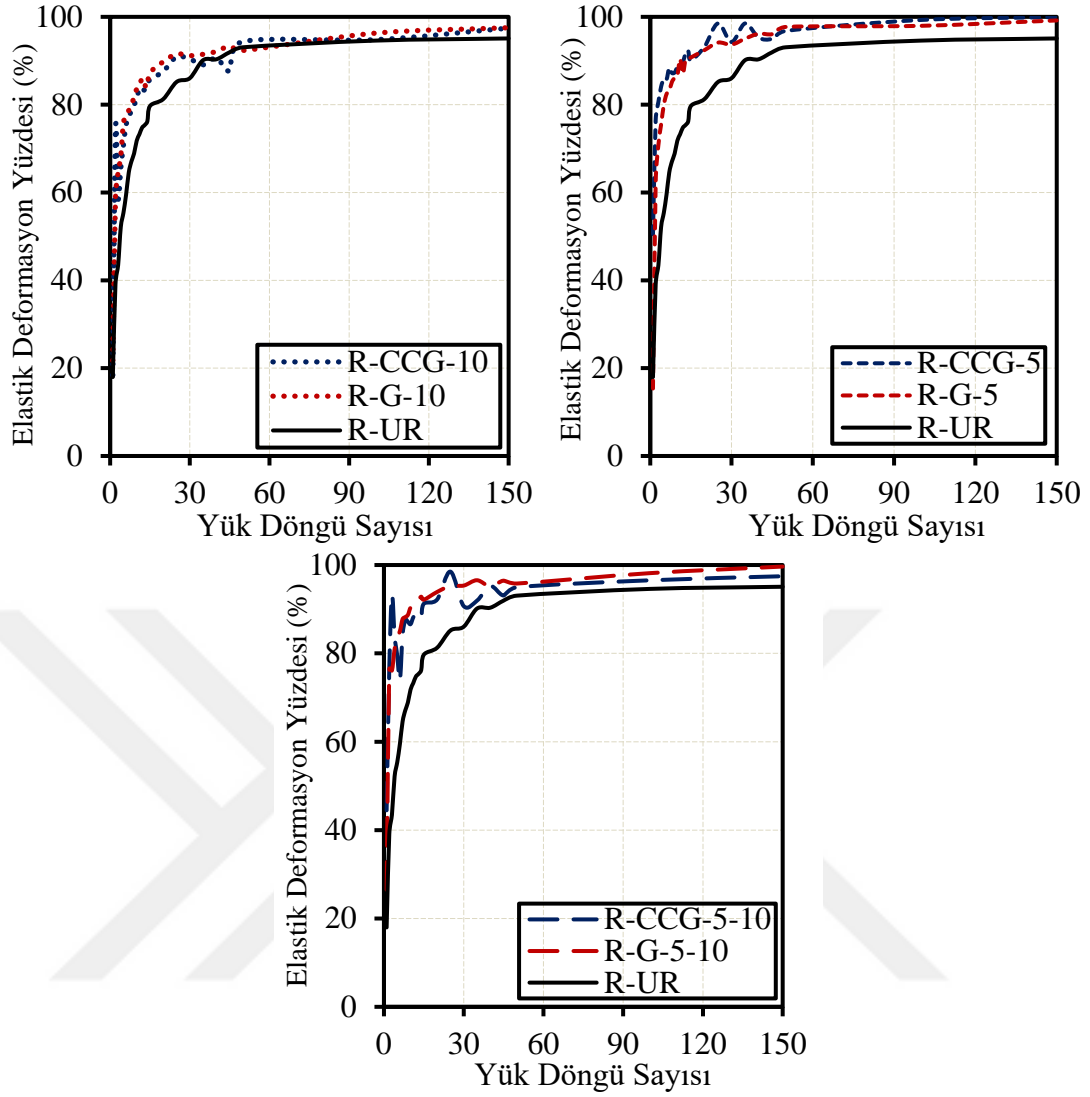 Elastik Deformasyon Yüzdesi (%)
100
80
60
40
20
0
R-CCG-10
R-G-10
R-UR
0 30 60 90 120 150
Yük Döngü Sayısı
Elastik Deformasyon Yüzdesi (%)
100
80
60
40
20
0
R-CCG-5
R-G-5
R-UR
0 30 60 90 120 150
Yük Döngü Sayısı
Elastik Deformasyon Yüzdesi (%)
100
80
60
40
20
0
R-CCG-5-10
R-G-5-10
R-UR
0 30 60 90 120 150
Yük Döngü Sayısı